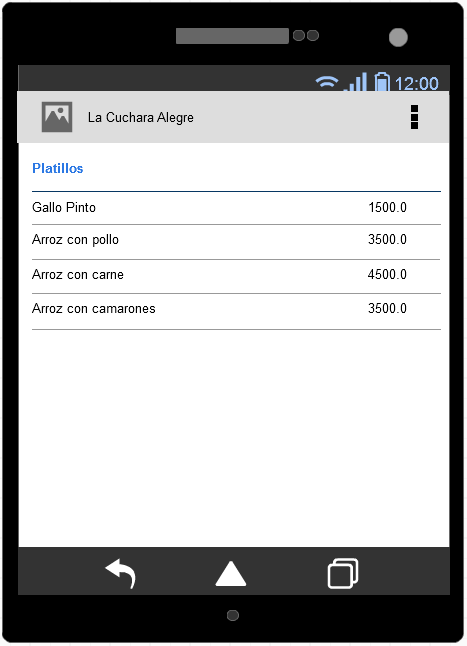 12:00
La Cuchara Alegre
Platillos
Gallo Pinto 1500.0
Arroz con pollo 3500.0
Arroz con carne 4500.0
Arroz con camarones 3500.0